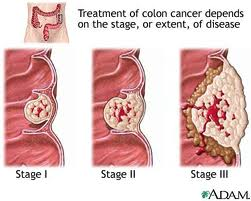 Treatment of colon cancer depends
on the stage, or extent, of disease
Stage I
Stage II
Stage III
ADAM.